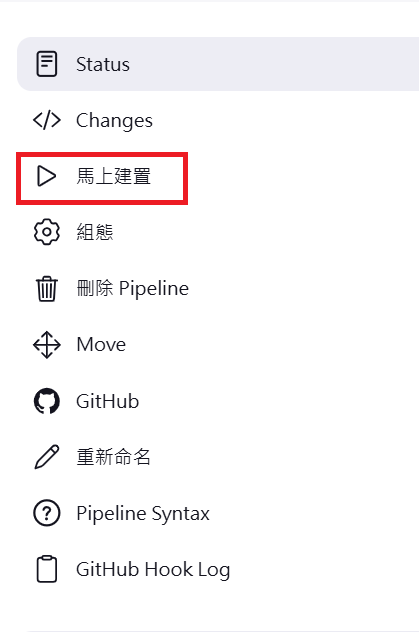 Status
Changes
馬上建置
組態
刪除 Pipeline
Move
GitHub
重新命名
Pipeline Syntax
GitHub Hook Log